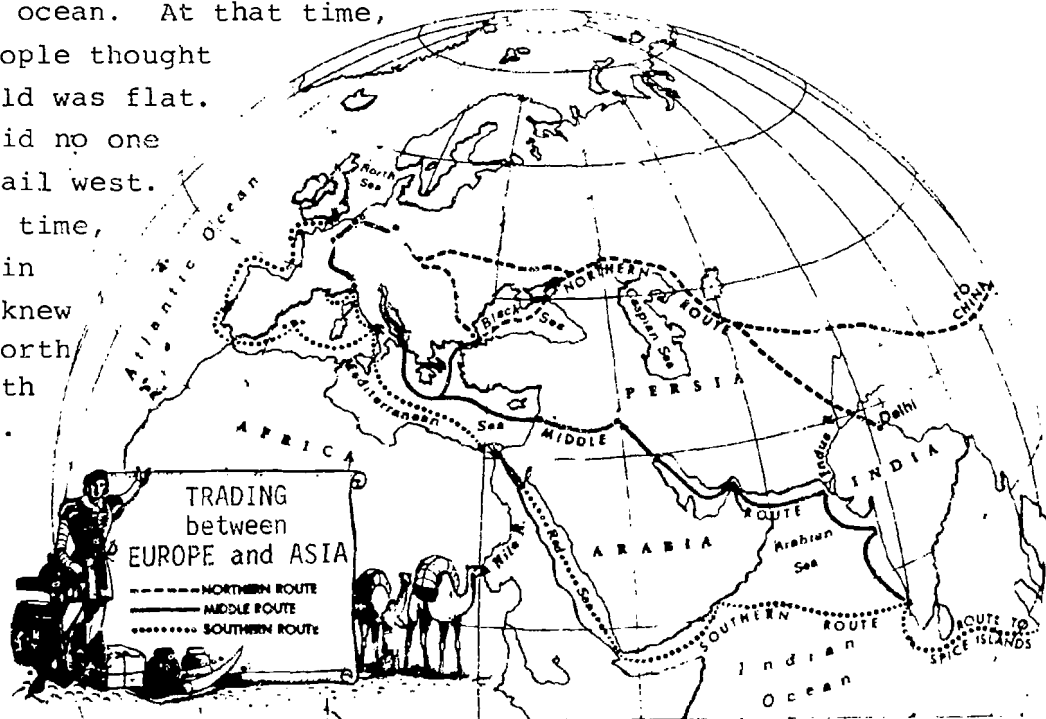 ocean. At that time,
ople thought
ld was flat.
id no one
ail west.
time,
in
knew
orth
th
.
Atlantic Ocean
North
Sea
NORTHERN ROUTE
Black Sea
Caspian Sea
TO
CHINA
PERSIA
Mediterranean
Sea
AFRICA
MIDDLE
ROUTE
Indus
Delhi
INDIA
ARABIA
Arabian
Sea
Nile R.
Red Sea
SOUTHERN ROUTE
ROUTE TO
SPICE ISLANDS
Indian
Ocean
TRADING
between
EUROPE and ASIA
NORTHERN ROUTE
MIDDLE ROUTE
SOUTHERN ROUTE